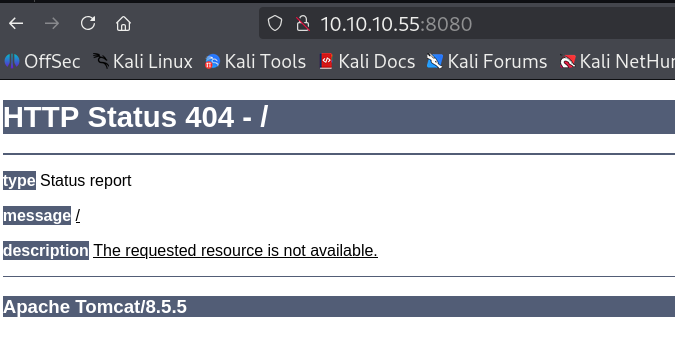 10.10.10.55:8080
OffSec Kali Linux Kali Tools Kali Docs Kali Forums Kali NetHun
HTTP Status 404 - /
type Status report
message /
description The requested resource is not available.
Apache Tomcat/8.5.5